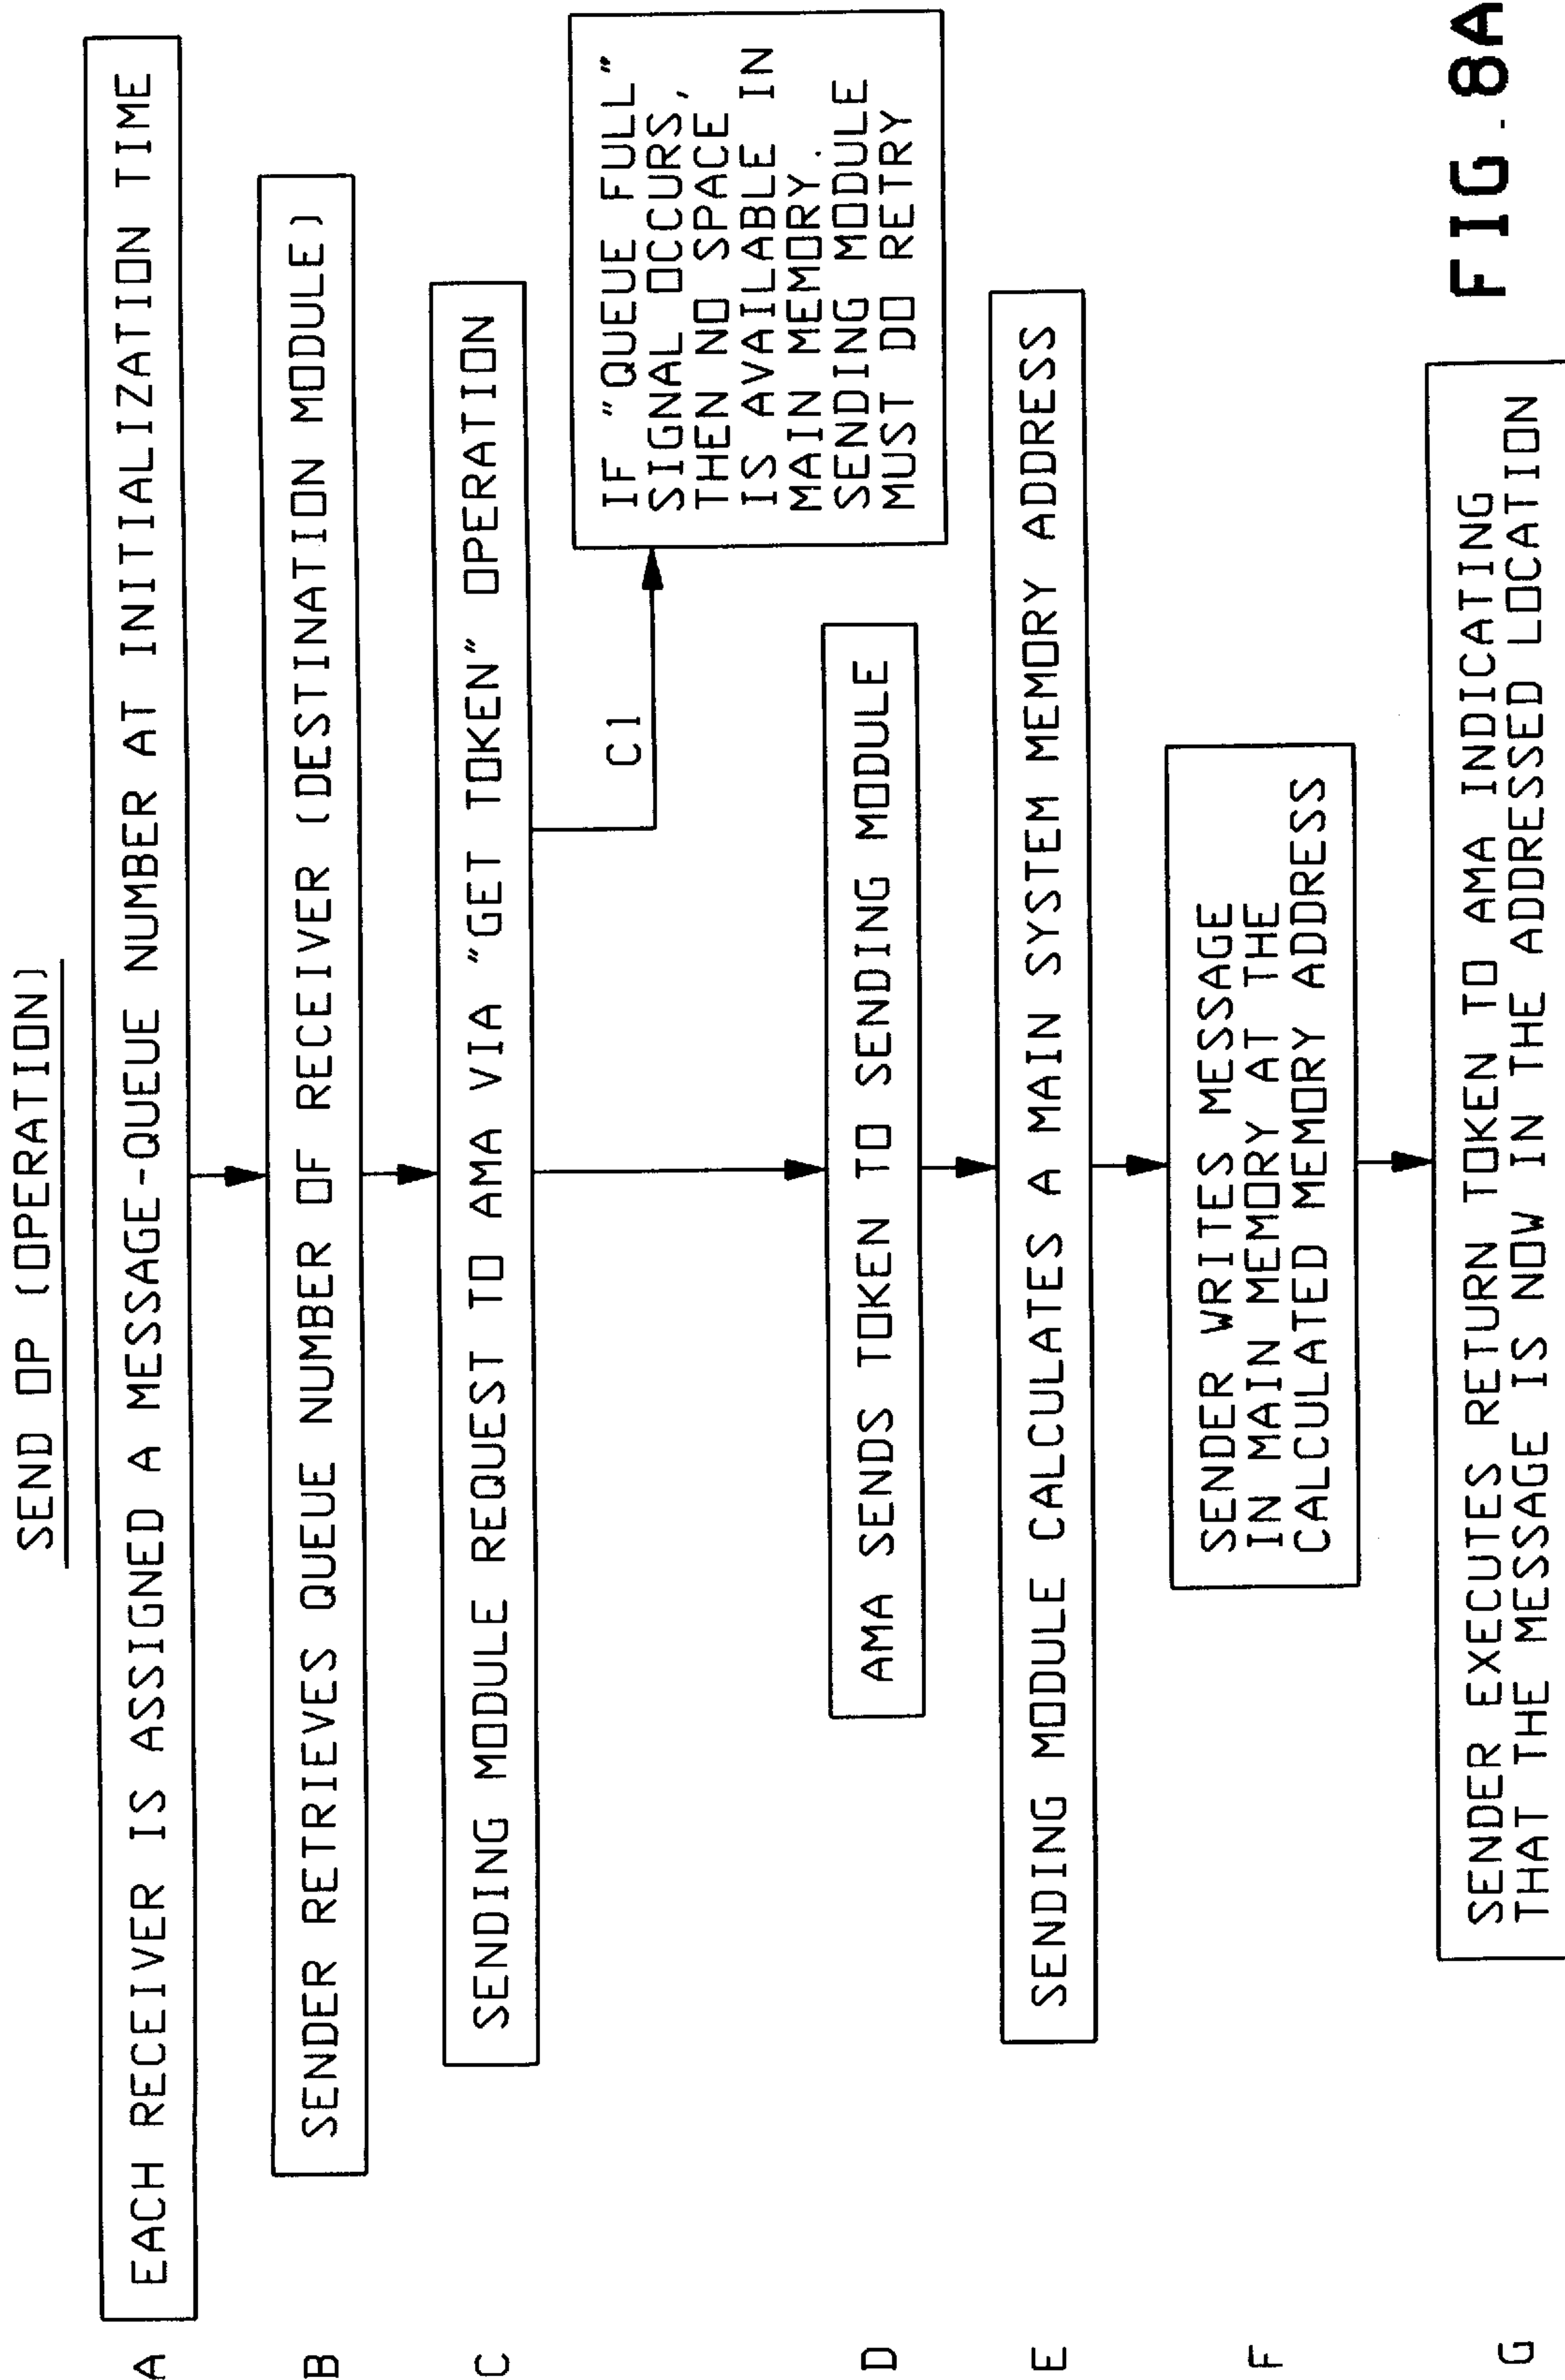 SEND OP (OPERATION)
A EACH RECEIVER IS ASSIGNED A MESSAGE-QUEUE NUMBER AT INITIALIZATION TIME
B SENDER RETRIEVES QUEUE NUMBER OF RECEIVER (DESTINATION MODULE)
C SENDING MODULE REQUEST TO AMA VIA "GET TOKEN" OPERATION
C1
IF "QUEUE FULL"
SIGNAL OCCURS,
THEN NO SPACE
IS AVAILABLE IN
MAIN MEMORY.
SENDING MODULE
MUST DO RETRY
D AMA SENDS TOKEN TO SENDING MODULE
E SENDING MODULE CALCULATES A MAIN SYSTEM MEMORY ADDRESS
F SENDER WRITES MESSAGE
IN MAIN MEMORY AT THE
CALCULATED MEMORY ADDRESS
G SENDER EXECUTES RETURN TOKEN TO AMA INDICATING
THAT THE MESSAGE IS NOW IN THE ADDRESSED LOCATION
FIG.8A